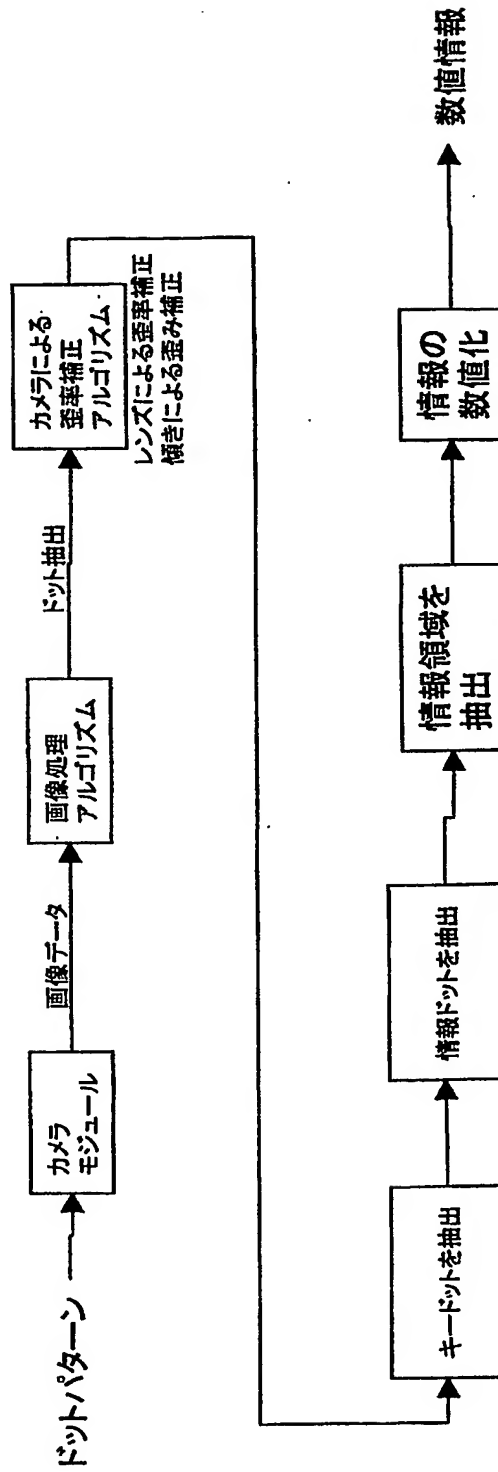 ドットパターン
カメラ
モジュール
画像データ
画像処理
アルゴリズム
ドット抽出
カメラによる
歪率補正
アルゴリズム
レンズによる歪率補正
傾きによる歪み補正
キードットを抽出
情報ドットを抽出
情報領域を
抽出
情報の
数値化
数値情報